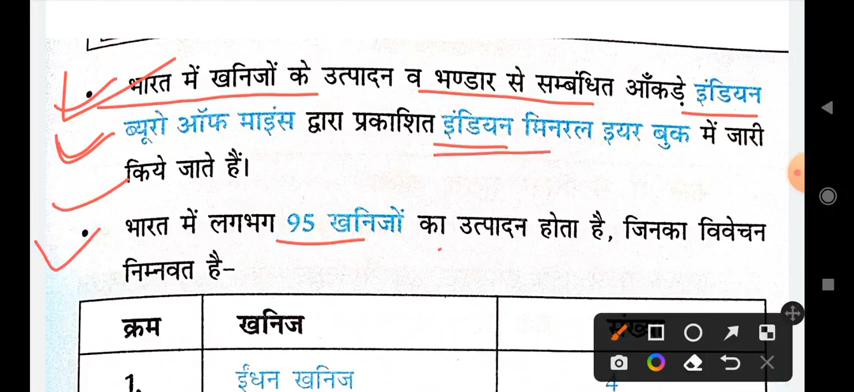 • भारत में खनिजों के उत्पादन व भण्डार से सम्बंधित आँकड़े इंडियन
ब्यूरो ऑफ माइंस द्वारा प्रकाशित इंडियन मिनरल इयर बुक में जारी
किये जाते हैं।
• भारत में लगभग 95 खनिजों का उत्पादन होता है, जिनका विवेचन
निम्नवत है-
क्रम खनिज संख्या
1. ईंधन खनिज 4